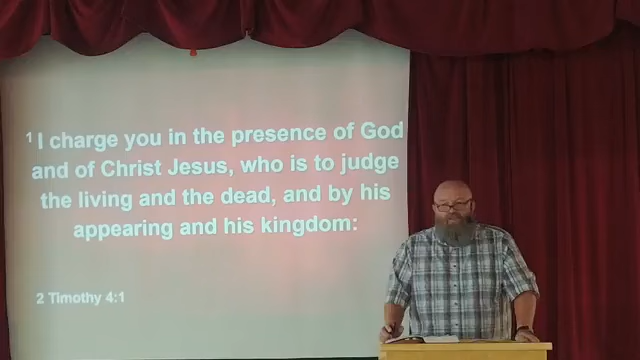 1 I charge you in the presence of God
and of Christ Jesus, who is to judge
the living and the dead, and by his
appearing and his kingdom:
2 Timothy 4:1